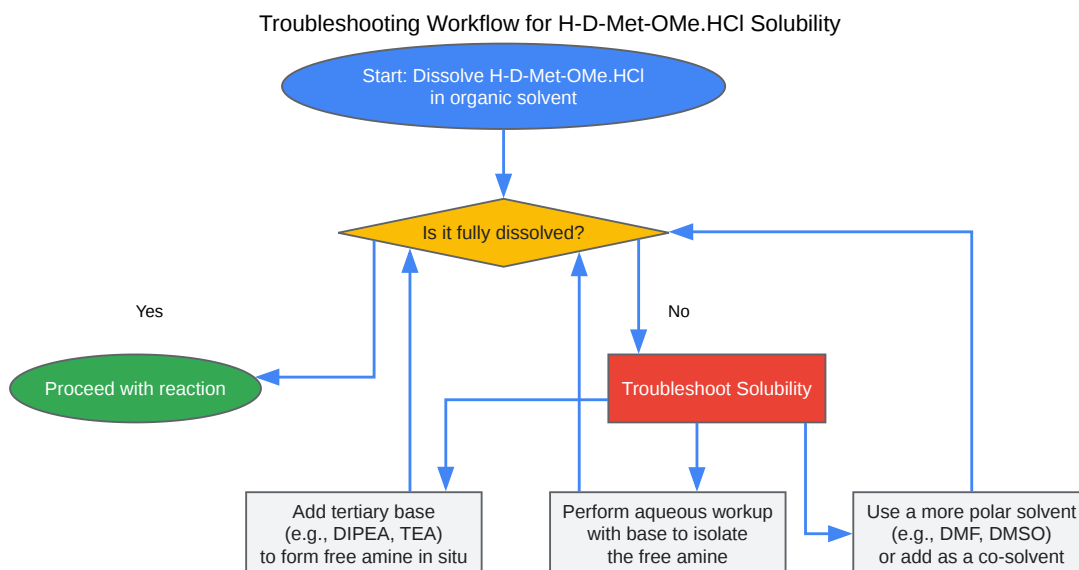 Troubleshooting Workflow for H-D-Met-OMe.HCl Solubility
Start: Dissolve H-D-Met-OMe.HCl
in organic solvent
Is it fully dissolved?
Yes
No
Proceed with reaction
Troubleshoot Solubility
Add tertiary base
(e.g., DIPEA, TEA)
to form free amine in situ
Perform aqueous workup
with base to isolate
the free amine
Use a more polar solvent
(e.g., DMF, DMSO)
or add as a co-solvent